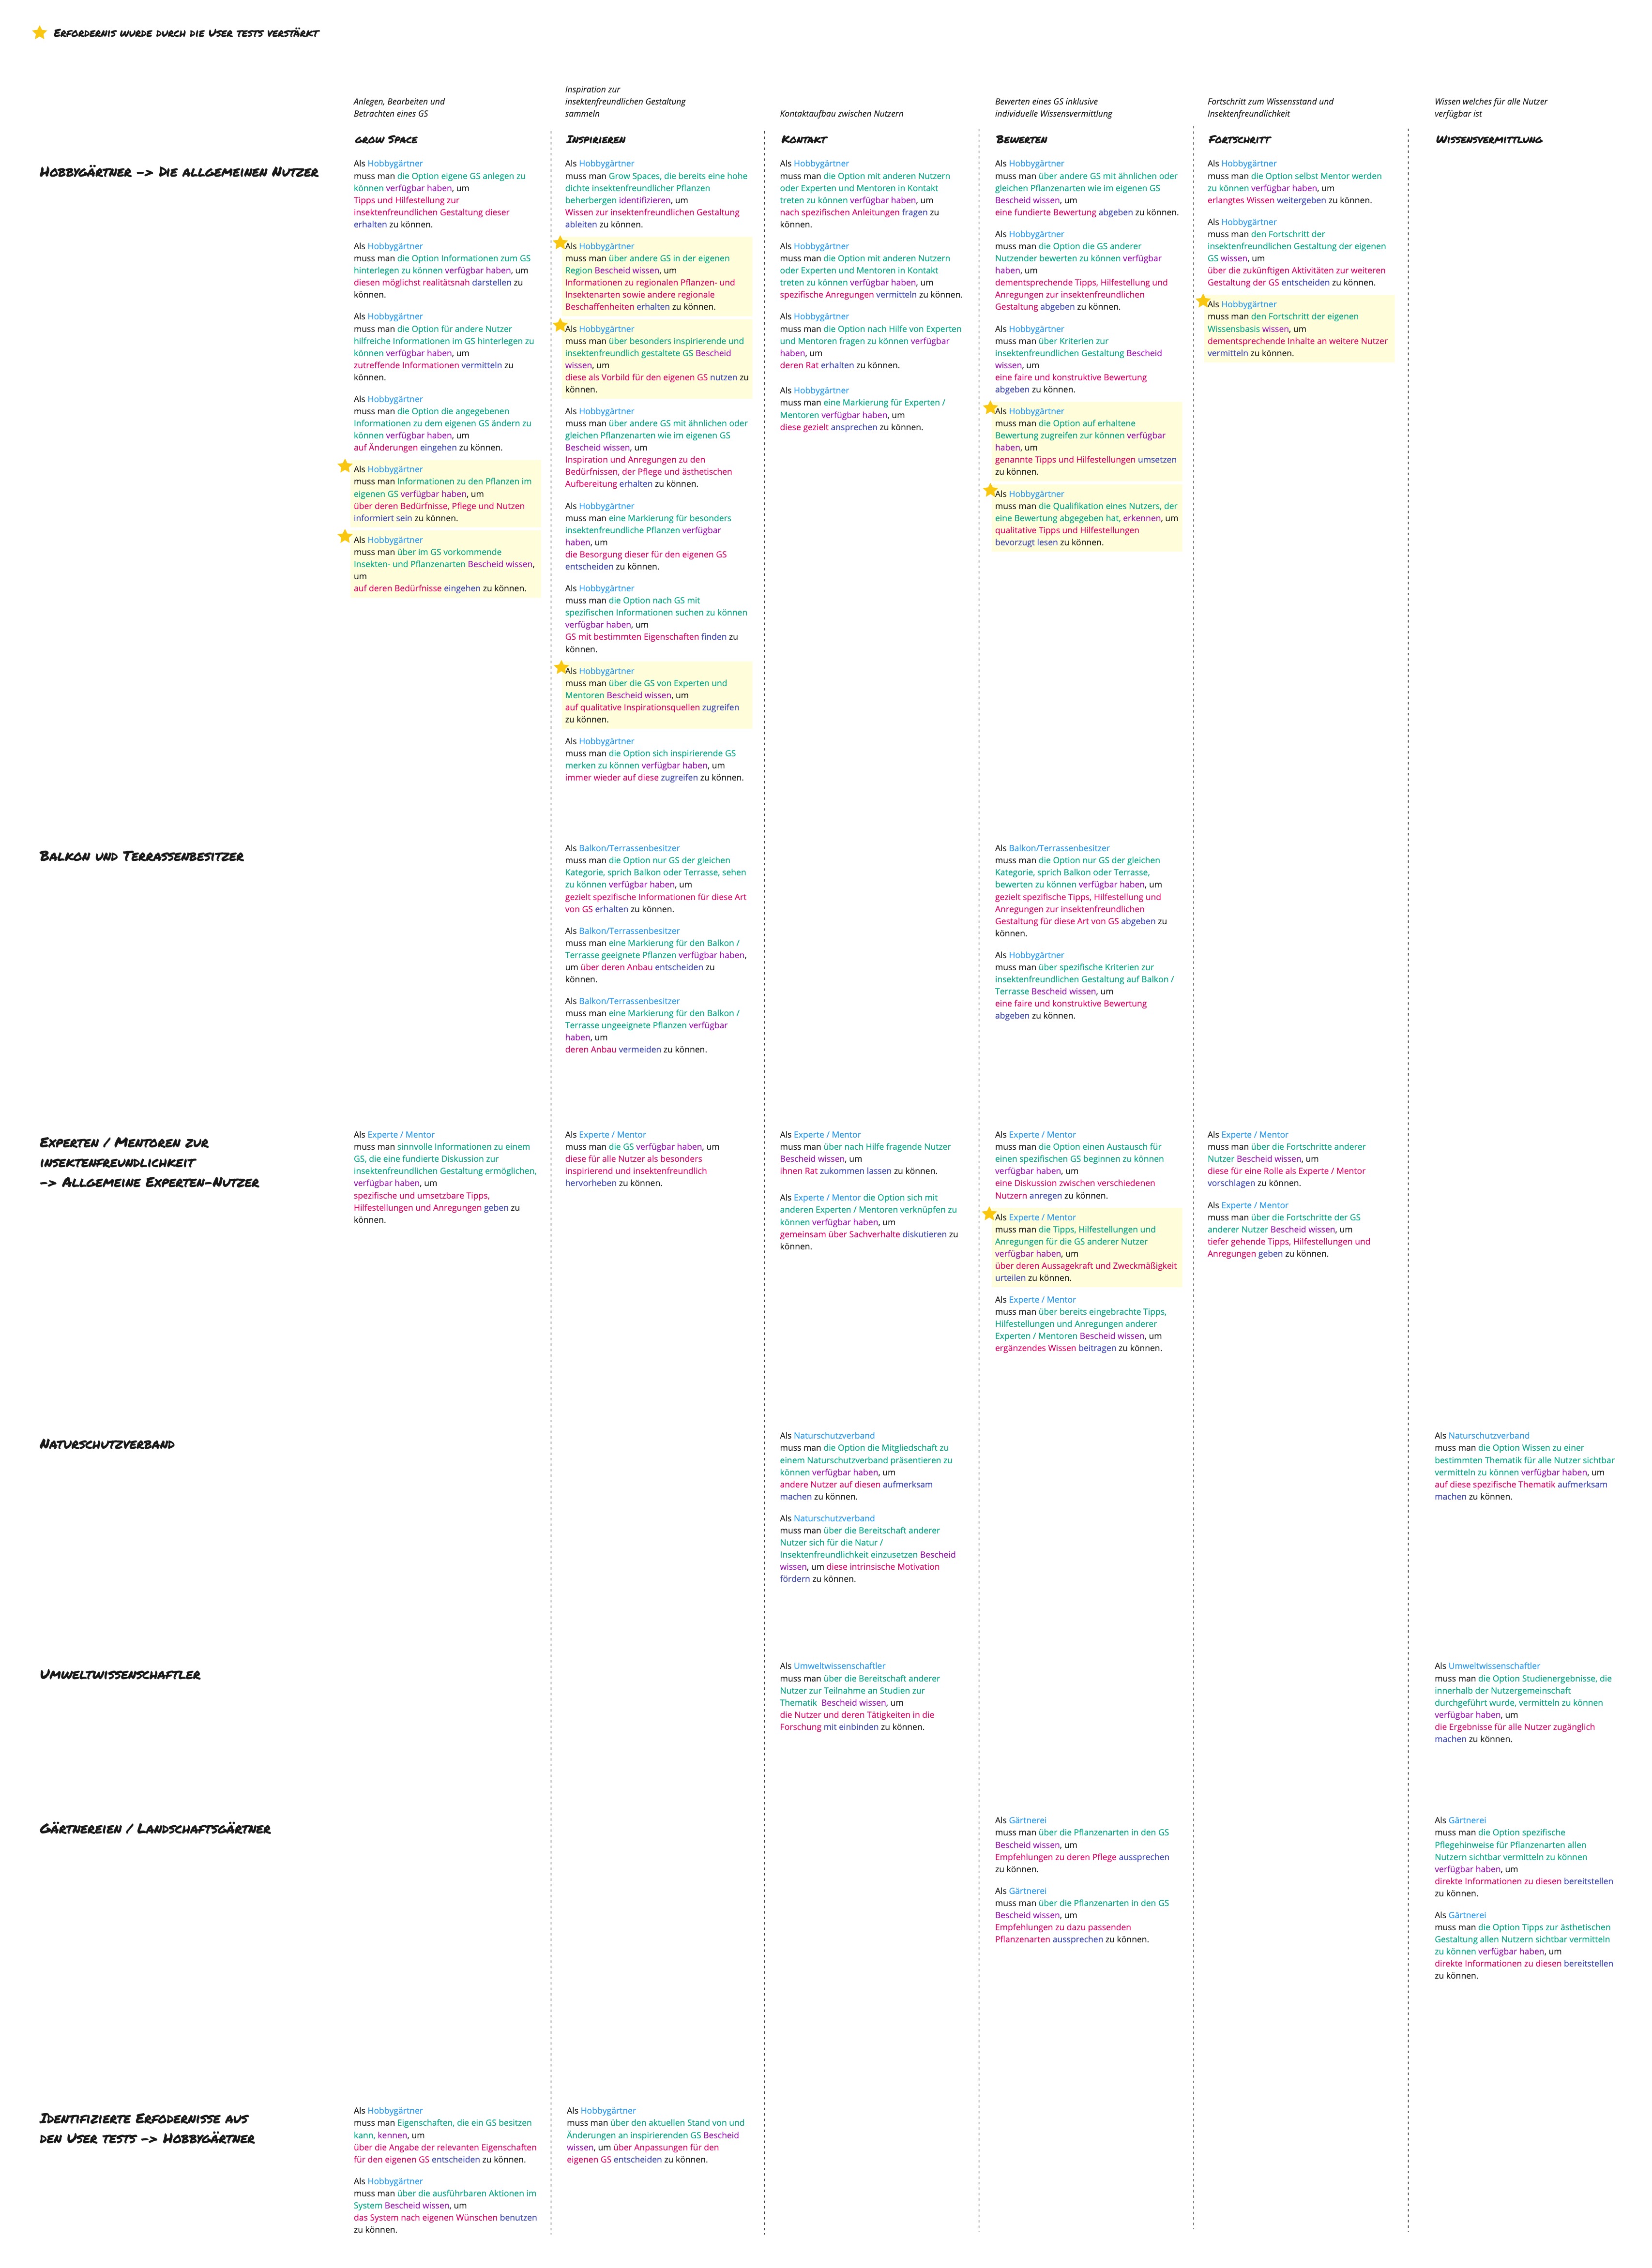 Erfordernis wurde durch die User tests verstärkt
Anlegen, Bearbeiten und
Betrachten eines GS
Inspiration zur
insektenfreundlichen Gestaltung
sammeln
Kontaktaufbau zwischen Nutzern
Bewerten eines GS inklusive
individuelle Wissensvermittlung
Fortschritt zum Wissensstand und
Insektenfreundlichkeit
Wissen welches für alle Nutzer
verfügbar ist
grow Space
Inspirieren
Kontakt
Bewerten
Fortschritt
Wissensvermittlung
Hobbygärtner -> Die allgemeinen Nutzer
Als Hobbygärtner
muss man die Option eigene GS anlegen zu
können verfügbar haben, um
Tipps und Hilfestellung zur
insektenfreundlichen Gestaltung dieser
erhalten zu können.
Als Hobbygärtner
muss man die Option Informationen zum GS
hinterlegen zu können verfügbar haben, um
diesen möglichst realitätsnah darstellen zu
können.
Als Hobbygärtner
muss man die Option für andere Nutzer
hilfreiche Informationen im GS hinterlegen zu
können verfügbar haben, um
zutreffende Informationen vermitteln zu
können.
Als Hobbygärtner
muss man die Option die angegebenen
Informationen zu dem eigenen GS ändern zu
können verfügbar haben, um
auf Änderungen eingehen zu können.
Als Hobbygärtner
muss man Informationen zu den Pflanzen im
eigenen GS verfügbar haben, um
über deren Bedürfnisse, Pflege und Nutzen
informiert sein zu können.
Als Hobbygärtner
muss man über im GS vorkommende
Insekten- und Pflanzenarten Bescheid wissen,
um
auf deren Bedürfnisse eingehen zu können.
Als Hobbygärtner
muss man Grow Spaces, die bereits eine hohe
dichte insektenfreundlicher Pflanzen
beherbergen identifizieren, um
Wissen zur insektenfreundlichen Gestaltung
ableiten zu können.
Als Hobbygärtner
muss man über andere GS in der eigenen
Region Bescheid wissen, um
Informationen zu regionalen Pflanzen- und
Insektenarten sowie andere regionale
Beschaffenheiten erhalten zu können.
Als Hobbygärtner
muss man über besonders inspirierende und
insektenfreundlich gestaltete GS Bescheid
wissen, um
diese als Vorbild für den eigenen GS nutzen zu
können.
Als Hobbygärtner
muss man über andere GS mit ähnlichen oder
gleichen Pflanzenarten wie im eigenen GS
Bescheid wissen, um
Inspiration und Anregungen zu den
Bedürfnissen, der Pflege und ästhetischen
Aufbereitung erhalten zu können.
Als Hobbygärtner
muss man eine Markierung für besonders
insektenfreundliche Pflanzen verfügbar
haben, um
die Besorgung dieser für den eigenen GS
entscheiden zu können.
Als Hobbygärtner
muss man die Option nach GS mit
spezifischen Informationen suchen zu können
verfügbar haben, um
GS mit bestimmten Eigenschaften finden zu
können.
Als Hobbygärtner
muss man über die GS von Experten und
Mentoren Bescheid wissen, um
auf qualitative Inspirationsquellen zugreifen
zu können.
Als Hobbygärtner
muss man die Option sich inspirierende GS
merken zu können verfügbar haben, um
immer wieder auf diese zugreifen zu können.
Als Hobbygärtner
muss man die Option mit anderen Nutzern
oder Experten und Mentoren in Kontakt
treten zu können verfügbar haben, um
nach spezifischen Anleitungen fragen zu
können.
Als Hobbygärtner
muss man die Option mit anderen Nutzern
oder Experten und Mentoren in Kontakt
treten zu können verfügbar haben, um
spezifische Anregungen vermitteln zu können.
Als Hobbygärtner
muss man die Option nach Hilfe von Experten
und Mentoren fragen zu können verfügbar
haben, um
deren Rat erhalten zu können.
Als Hobbygärtner
muss man eine Markierung für Experten /
Mentoren verfügbar haben, um
diese gezielt ansprechen zu können.
Als Hobbygärtner
muss man über andere GS mit ähnlichen oder
gleichen Pflanzenarten wie im eigenen GS
Bescheid wissen, um
eine fundierte Bewertung abgeben zu können.
Als Hobbygärtner
muss man die Option die GS anderer
Nutzender bewerten zu können verfügbar
haben, um
dementsprechende Tipps, Hilfestellung und
Anregungen zur insektenfreundlichen
Gestaltung abgeben zu können.
Als Hobbygärtner
muss man über Kriterien zur
insektenfreundlichen Gestaltung Bescheid
wissen, um
eine faire und konstruktive Bewertung
abgeben zu können.
Als Hobbygärtner
muss man die Option auf erhaltene
Bewertung zugreifen zur können verfügbar
haben, um
genannte Tipps und Hilfestellungen umsetzen
zu können.
Als Hobbygärtner
muss man die Qualifikation eines Nutzers, der
eine Bewertung abgegeben hat, erkennen, um
qualitative Tipps und Hilfestellungen
bevorzugt lesen zu können.
Als Hobbygärtner
muss man die Option selbst Mentor werden
zu können verfügbar haben, um
erlangtes Wissen weitergeben zu können.
Als Hobbygärtner
muss man den Fortschritt der
insektenfreundlichen Gestaltung der eigenen
GS wissen, um
über die zukünftigen Aktivitäten zur weiteren
Gestaltung der GS entscheiden zu können.
Als Hobbygärtner
muss man den Fortschritt der eigenen
Wissensbasis wissen, um
dementsprechende Inhalte an weitere Nutzer
vermitteln zu können.
Balkon und Terrassenbesitzer
Als Balkon/Terrassenbesitzer
muss man die Option nur GS der gleichen
Kategorie, sprich Balkon oder Terrasse, sehen
zu können verfügbar haben, um
gezielt spezifische Informationen für diese Art
von GS erhalten zu können.
Als Balkon/Terrassenbesitzer
muss man eine Markierung für den Balkon /
Terrasse geeignete Pflanzen verfügbar haben,
um über deren Anbau entscheiden zu
können.
Als Balkon/Terrassenbesitzer
muss man eine Markierung für den Balkon /
Terrasse ungeeignete Pflanzen verfügbar
haben, um
deren Anbau vermeiden zu können.
Als Balkon/Terrassenbesitzer
muss man die Option nur GS der gleichen
Kategorie, sprich Balkon oder Terrasse,
bewerten zu können verfügbar haben, um
gezielt spezifische Tipps, Hilfestellung und
Anregungen zur insektenfreundlichen
Gestaltung für diese Art von GS abgeben zu
können.
Als Hobbygärtner
muss man über spezifische Kriterien zur
insektenfreundlichen Gestaltung auf Balkon /
Terrasse Bescheid wissen, um
eine faire und konstruktive Bewertung
abgeben zu können.
Experten / Mentoren zur
insektenfreundlichkeit
-> Allgemeine Experten-Nutzer
Als Experte / Mentor
muss man sinnvolle Informationen zu einem
GS, die eine fundierte Diskussion zur
insektenfreundlichen Gestaltung ermöglichen,
verfügbar haben, um
spezifische und umsetzbare Tipps,
Hilfestellungen und Anregungen geben zu
können.
Als Experte / Mentor
muss man die GS verfügbar haben, um
diese für alle Nutzer als besonders
inspirierend und insektenfreundlich
hervorheben zu können.
Als Experte / Mentor
muss man über nach Hilfe fragende Nutzer
Bescheid wissen, um
ihnen Rat zukommen lassen zu können.
Als Experte / Mentor die Option sich mit
anderen Experten / Mentoren verknüpfen zu
können verfügbar haben, um
gemeinsam über Sachverhalte diskutieren zu
können.
Als Experte / Mentor
muss man die Option einen Austausch für
einen spezifischen GS beginnen zu können
verfügbar haben, um
eine Diskussion zwischen verschiedenen
Nutzern anregen zu können.
Als Experte / Mentor
muss man die Tipps, Hilfestellungen und
Anregungen für die GS anderer Nutzer
verfügbar haben, um
über deren Aussagekraft und Zweckmäßigkeit
urteilen zu können.
Als Experte / Mentor
muss man über bereits eingebrachte Tipps,
Hilfestellungen und Anregungen anderer
Experten / Mentoren Bescheid wissen, um
ergänzendes Wissen beitragen zu können.
Als Experte / Mentor
muss man über die Fortschritte anderer
Nutzer Bescheid wissen, um
diese für eine Rolle als Experte / Mentor
vorschlagen zu können.
Als Experte / Mentor
muss man über die Fortschritte der GS
anderer Nutzer Bescheid wissen, um
tiefer gehende Tipps, Hilfestellungen und
Anregungen geben zu können.
Naturschutzverband
Als Naturschutzverband
muss man die Option die Mitgliedschaft zu
einem Naturschutzverband präsentieren zu
können verfügbar haben, um
andere Nutzer auf diesen aufmerksam
machen zu können.
Als Naturschutzverband
muss man über die Bereitschaft anderer
Nutzer sich für die Natur /
Insektenfreundlichkeit einzusetzen Bescheid
wissen, um diese intrinsische Motivation
fördern zu können.
Als Naturschutzverband
muss man die Option Wissen zu einer
bestimmten Thematik für alle Nutzer sichtbar
vermitteln zu können verfügbar haben, um
auf diese spezifische Thematik aufmerksam
machen zu können.
Umweltwissenschaftler
Als Umweltwissenschaftler
muss man über die Bereitschaft anderer
Nutzer zur Teilnahme an Studien zur
Thematik Bescheid wissen, um
die Nutzer und deren Tätigkeiten in die
Forschung mit einbinden zu können.
Als Umweltwissenschaftler
muss man die Option Studienergebnisse, die
innerhalb der Nutzergemeinschaft
durchgeführt wurde, vermitteln zu können
verfügbar haben, um
die Ergebnisse für alle Nutzer zugänglich
machen zu können.
Gärtnereien / Landschaftsgärtner
Als Gärtnerei
muss man über die Pflanzenarten in den GS
Bescheid wissen, um
Empfehlungen zu deren Pflege aussprechen
zu können.
Als Gärtnerei
muss man über die Pflanzenarten in den GS
Bescheid wissen, um
Empfehlungen zu dazu passenden
Pflanzenarten aussprechen zu können.
Als Gärtnerei
muss man die Option spezifische
Pflegehinweise für Pflanzenarten allen
Nutzern sichtbar vermitteln zu können
verfügbar haben, um
direkte Informationen zu diesen bereitstellen
zu können.
Als Gärtnerei
muss man die Option Tipps zur ästhetischen
Gestaltung allen Nutzern sichtbar vermitteln
zu können verfügbar haben, um
direkte Informationen zu diesen bereitstellen
zu können.
Identifizierte Erfodernisse aus
den User tests -> Hobbygärtner
Als Hobbygärtner
muss man Eigenschaften, die ein GS besitzen
kann, kennen, um
über die Angabe der relevanten Eigenschaften
für den eigenen GS entscheiden zu können.
Als Hobbygärtner
muss man über die ausführbaren Aktionen im
System Bescheid wissen, um
das System nach eigenen Wünschen benutzen
zu können.
Als Hobbygärtner
muss man über den aktuellen Stand von und
Änderungen an inspirierenden GS Bescheid
wissen, um über Anpassungen für den
eigenen GS entscheiden zu können.